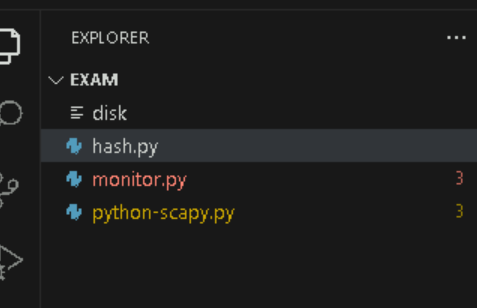 EXPLORER ...
EXAM
disk
hash.py
monitor.py 3
python-scapy.py 3